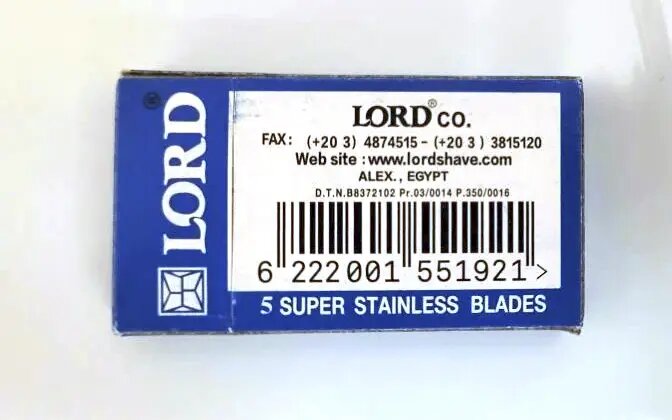 LORD
LORD® CO.
FAX: (+20 3) 4874515 - (+20 3 ) 3815120
Web site : www.lordshave.com
ALEX., EGYPT
D.T.N.B8372102 Pr.03/0014 P.350/0016
6 222001 551921 >
5 SUPER STAINLESS BLADES